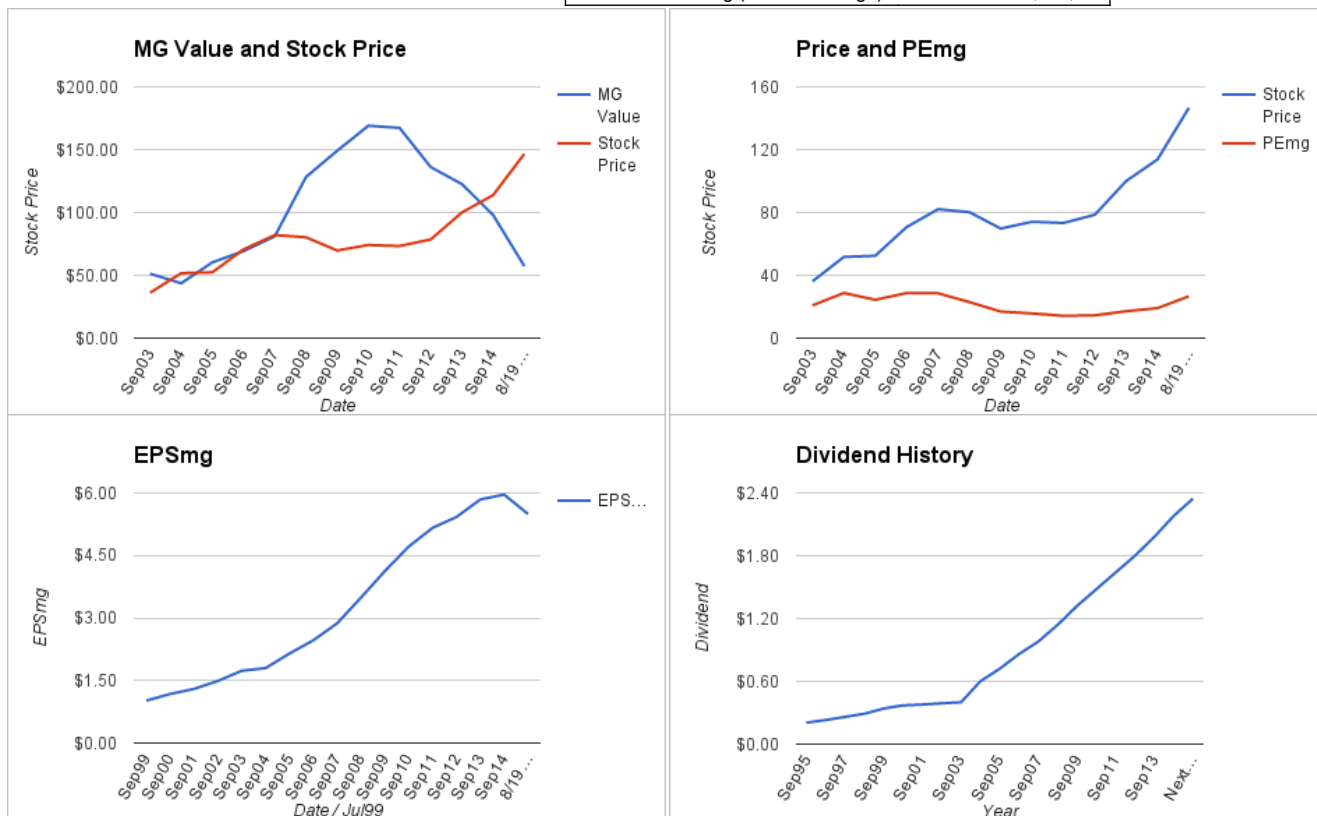 MG Value and Stock Price
Stock Price
$200.00
$150.00
$100.00
$50.00
$0.00
Sep03
Sep04
Sep05
Sep06
Sep07
Sep08
Sep09
Sep10
Sep11
Sep12
Sep13
Sep14
8/19...
Date
MG
Value
Stock
Price
Price and PEmg
Stock Price
160
120
80
40
0
Sep03
Sep04
Sep05
Sep06
Sep07
Sep08
Sep09
Sep10
Sep11
Sep12
Sep13
Sep14
8/19...
Date
Stock
Price
PEmg
EPSmg
EPSmg
$6.00
$4.50
$3.00
$1.50
$0.00
Sep99
Sep00
Sep01
Sep02
Sep03
Sep04
Sep05
Sep06
Sep07
Sep08
Sep09
Sep10
Sep11
Sep12
Sep13
Sep14
8/19...
Date / Jul99
EPS...
Dividend History
Dividend
$2.40
$1.80
$1.20
$0.60
$0.00
Sep95
Sep97
Sep99
Sep01
Sep03
Sep05
Sep07
Sep09
Sep11
Sep13
Next...
Year